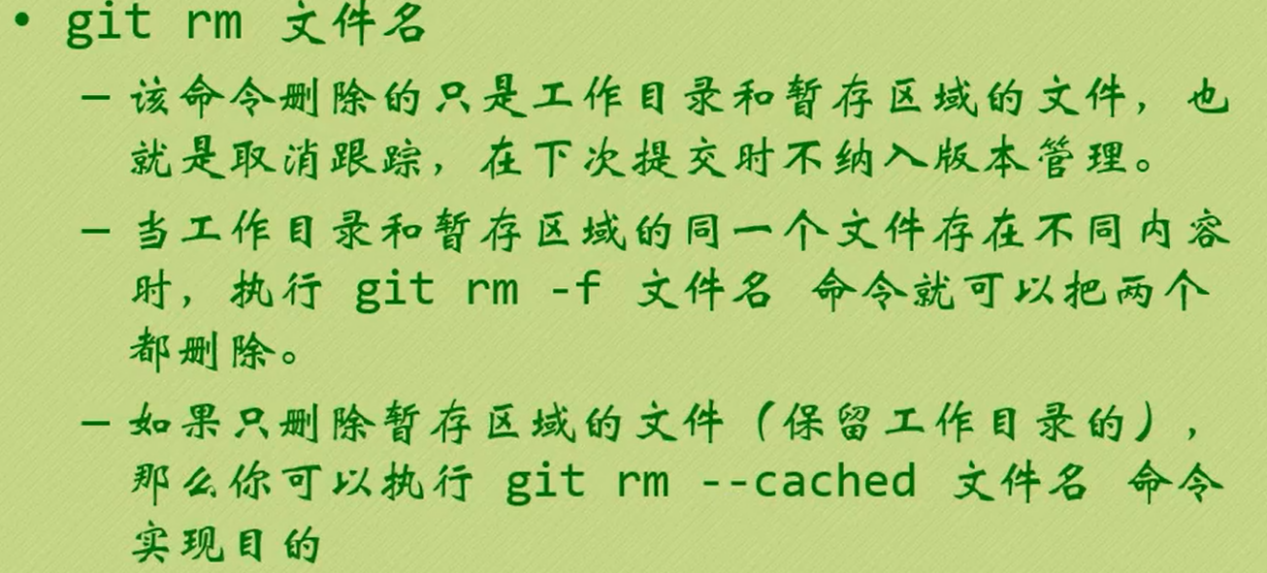 • git rm 文件名
– 该命令删除的只是工作目录和暂存区域的文件，也
就是取消跟踪，在下次提交时不纳入版本管理。
– 当工作目录和暂存区域的同一个文件存在不同内容
时，执行 git rm -f 文件名 命令就可以把两个
都删除。
– 如果只删除暂存区域的文件（保留工作目录的），
那么你可以执行 git rm --cached 文件名 命令
实现目的